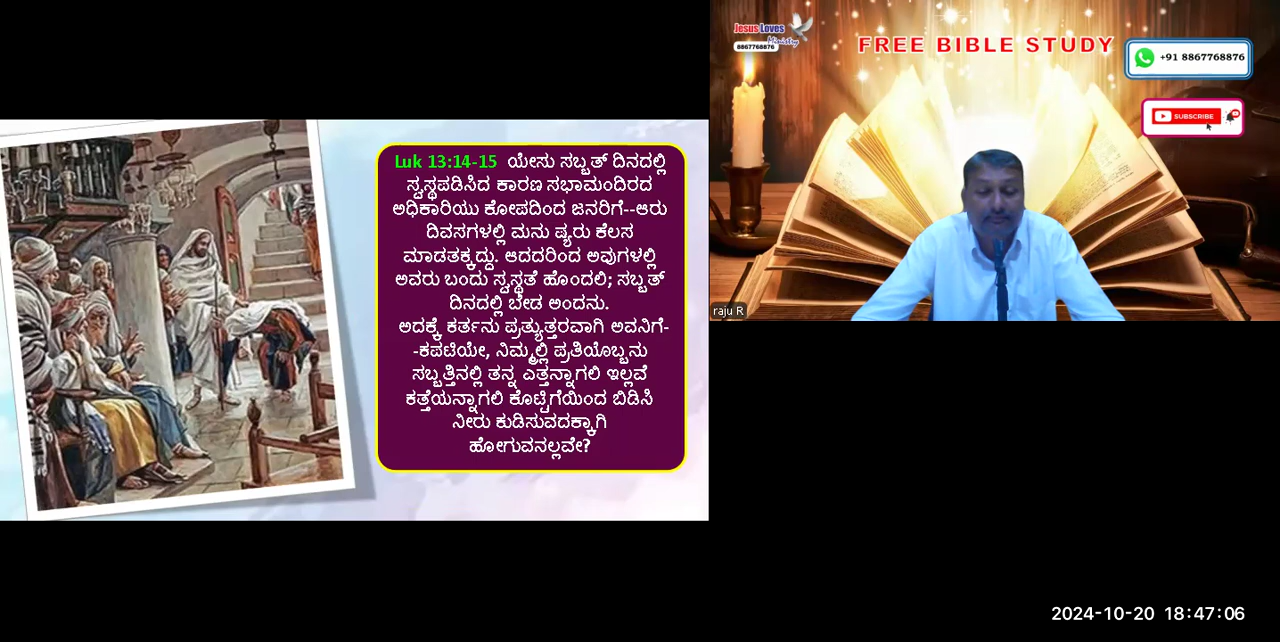 Luk 13:14-15 ಯೇಸು ಸಬ್ಬತ್ ದಿನದಲ್ಲಿ
ಸ್ವಸ್ಥಪಡಿಸಿದ ಕಾರಣ ಸಭಾಮಂದಿರದ
ಅಧಿಕಾರಿಯು ಕೋಪದಿಂದ ಜನರಿಗೆ--ಆರು
ದಿವಸಗಳಲ್ಲಿ ಮನು ಷ್ಯರು ಕೆಲಸ
ಮಾಡತಕ್ಕದ್ದು. ಆದದರಿಂದ ಅವುಗಳಲ್ಲಿ
ಅವರು ಬಂದು ಸ್ವಸ್ಥತೆ ಹೊಂದಲಿ; ಸಬ್ಬತ್
ದಿನದಲ್ಲಿ ಬೇಡ ಅಂದನು.
ಅದಕ್ಕೆ ಕರ್ತನು ಪ್ರತ್ಯುತ್ತರವಾಗಿ ಅವನಿಗೆ-
-ಕಪಟಿಯೇ, ನಿಮ್ಮಲ್ಲಿ ಪ್ರತಿಯೊಬ್ಬನು
ಸಬ್ಬತ್ತಿನಲ್ಲಿ ತನ್ನ ಎತ್ತನ್ನಾಗಲಿ ಇಲ್ಲವೆ
ಕತ್ತೆಯನ್ನಾಗಲಿ ಕೊಟ್ಟಿಗೆಯಿಂದ ಬಿಡಿಸಿ
ನೀರು ಕುಡಿಸುವದಕ್ಕಾಗಿ
ಹೋಗುವನಲ್ಲವೇ?
Jesus Loves
Ministry
8867768876
FREE BIBLE STUDY
+91 8867768876
SUBSCRIBE
raju R
2024-10-20 18:47:06